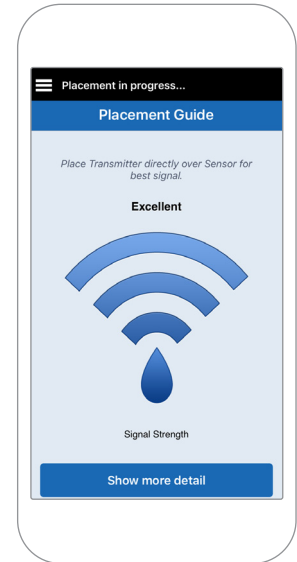 Placement in progress...
Placement Guide
Place Transmitter directly over Sensor for
best signal.
Excellent
Signal Strength
Show more detail